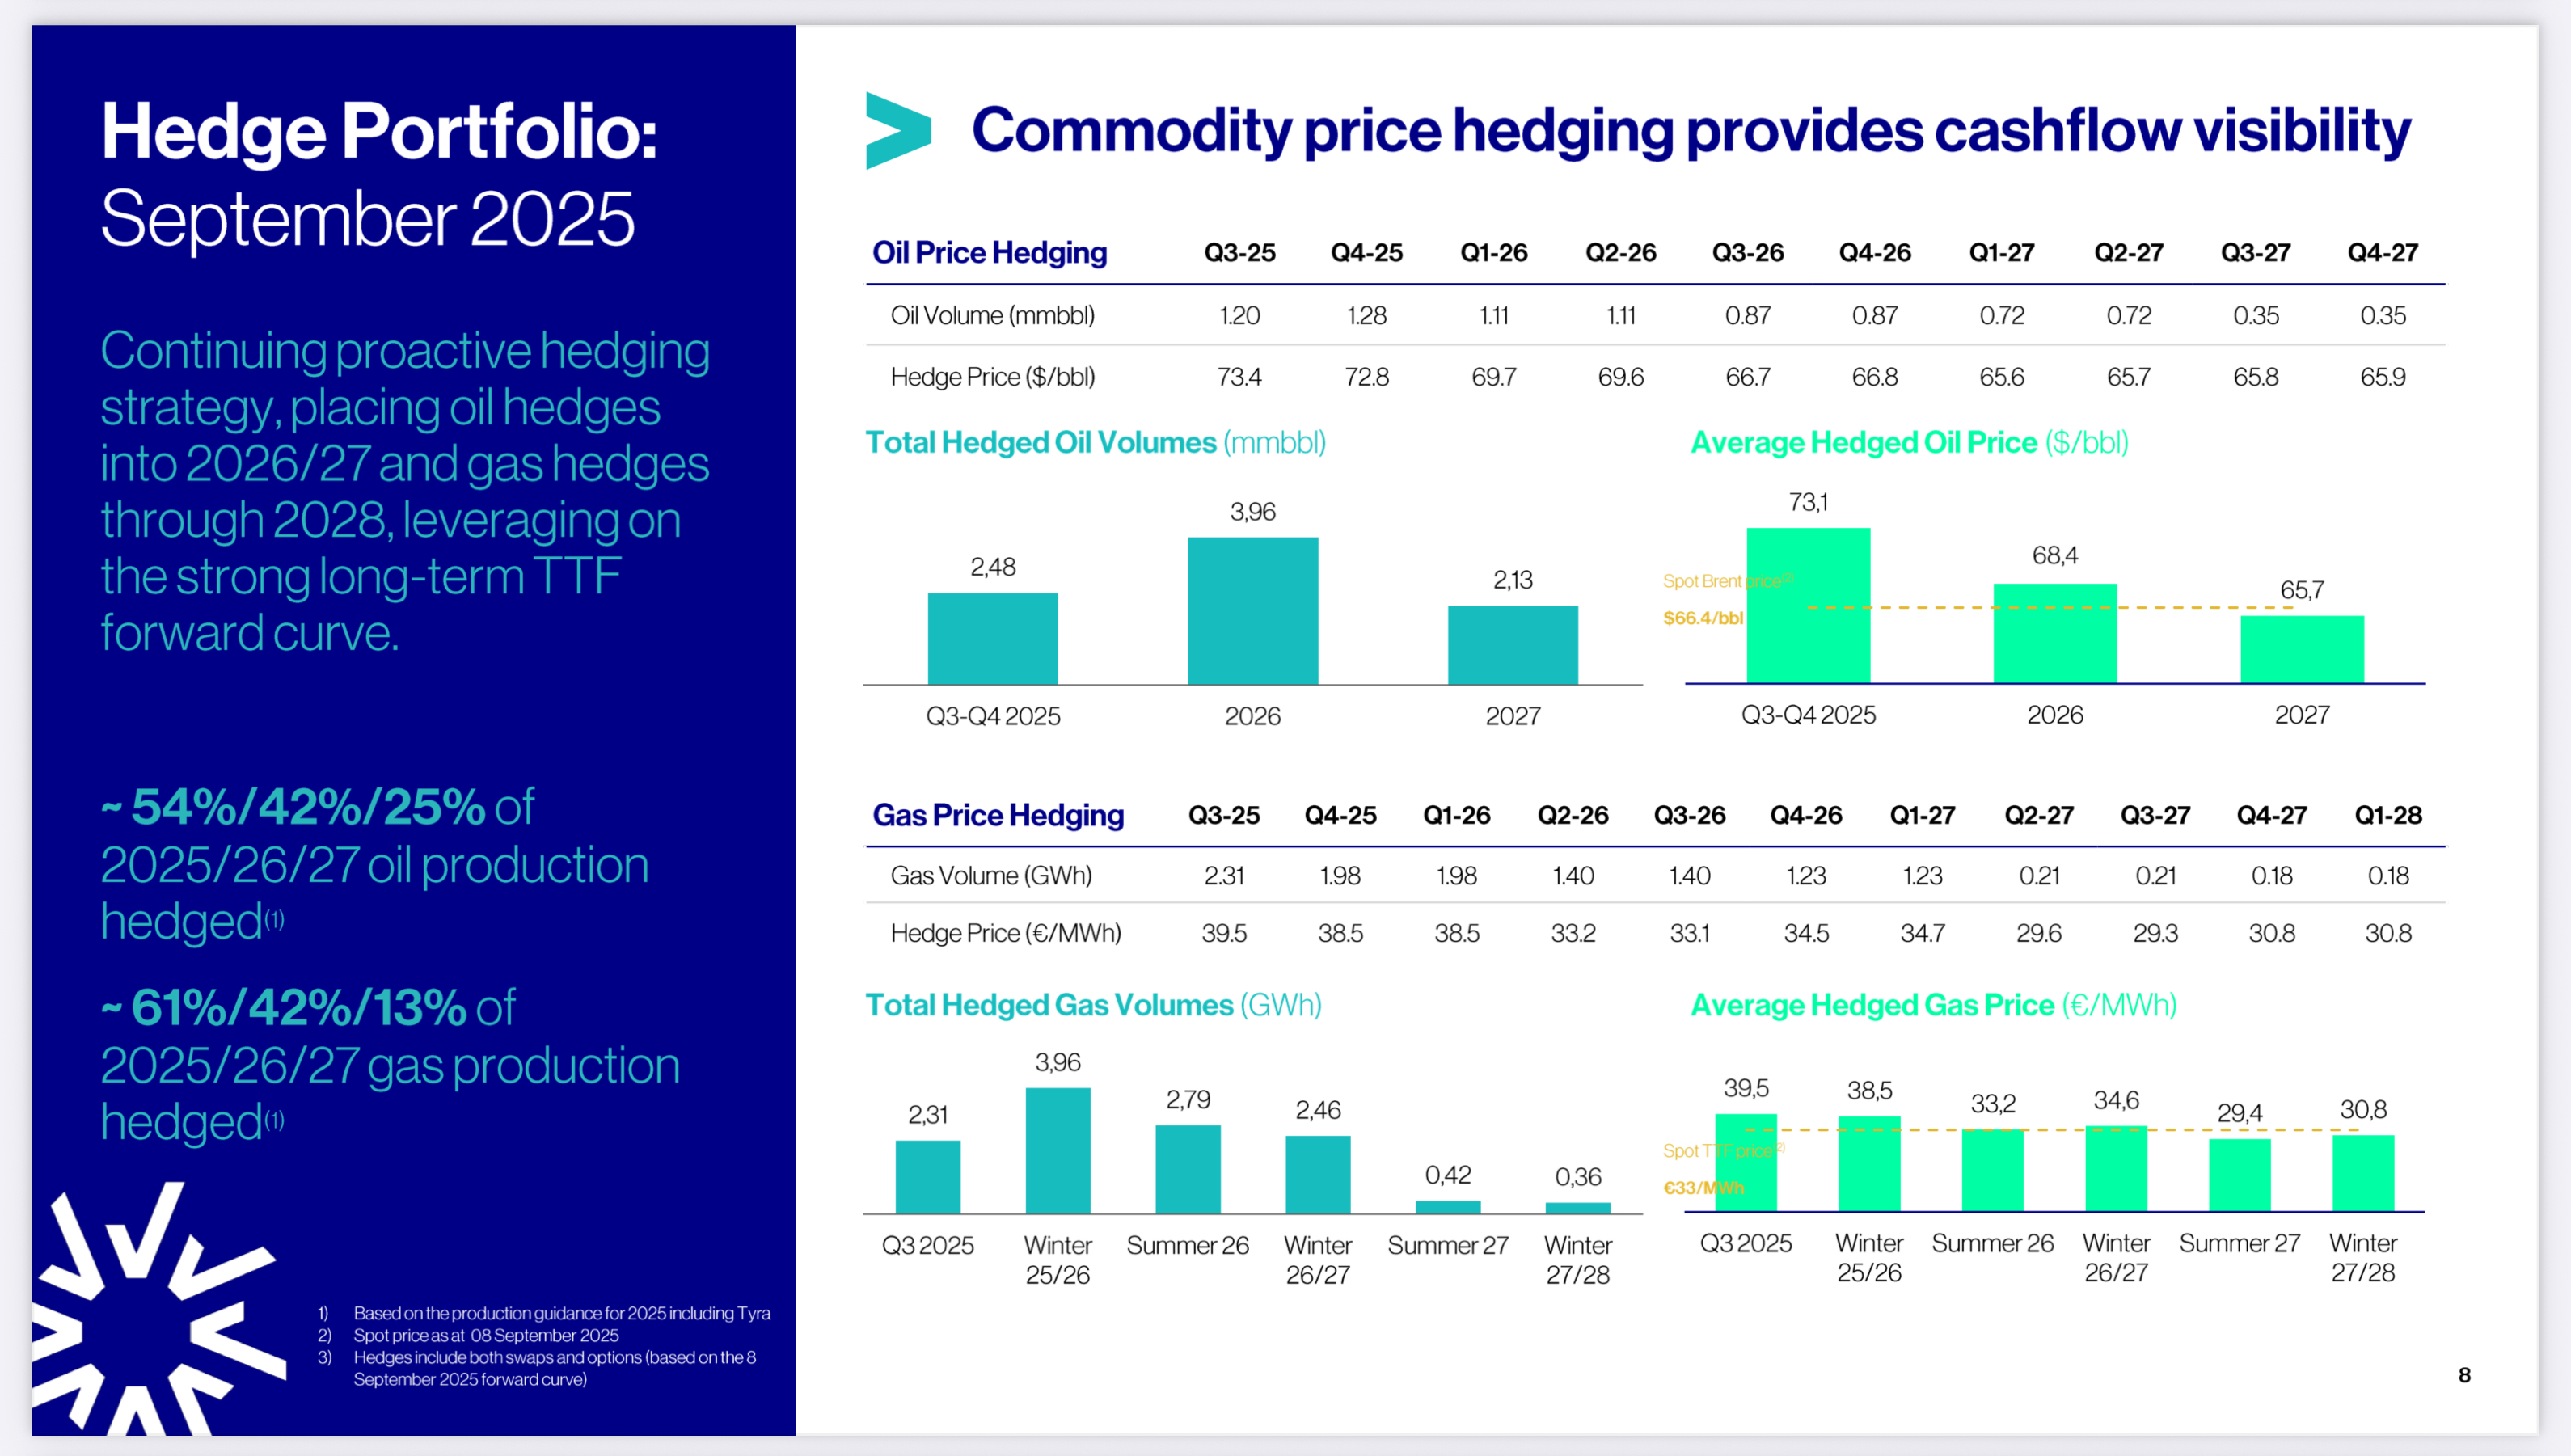 Hedge Portfolio:
September 2025
Continuing proactive hedging
strategy, placing oil hedges
into 2026/27 and gas hedges
through 2028, leveraging on
the strong long-term TTF
forward curve.
~ 54%/42%/25% of
2025/26/27 oil production
hedged(1)
~ 61%/42%/13% of
2025/26/27 gas production
hedged(1)
1) Based on the production guidance for 2025 including Tyra
2) Spot price as at 08 September 2025
3) Hedges include both swaps and options (based on the 8
September 2025 forward curve)
Commodity price hedging provides cashflow visibility
Oil Price Hedging Q3-25 Q4-25 Q1-26 Q2-26 Q3-26 Q4-26 Q1-27 Q2-27 Q3-27 Q4-27
Oil Volume (mmbbl) 1.20 1.28 1.11 1.11 0.87 0.87 0.72 0.72 0.35 0.35
Hedge Price ($/bbl) 73.4 72.8 69.7 69.6 66.7 66.8 65.6 65.7 65.8 65.9
Total Hedged Oil Volumes (mmbbl)
2,48 3,96 2,13
Q3-Q4 2025 2026 2027
Average Hedged Oil Price ($/bbl)
73,1 68,4 65,7
Spot Brent price(2)
$66.4/bbl
Q3-Q4 2025 2026 2027
Gas Price Hedging Q3-25 Q4-25 Q1-26 Q2-26 Q3-26 Q4-26 Q1-27 Q2-27 Q3-27 Q4-27 Q1-28
Gas Volume (GWh) 2.31 1.98 1.98 1.40 1.40 1.23 1.23 0.21 0.21 0.18 0.18
Hedge Price (€/MWh) 39.5 38.5 38.5 33.2 33.1 34.5 34.7 29.6 29.3 30.8 30.8
Total Hedged Gas Volumes (GWh)
2,31 3,96 2,79 2,46 0,42 0,36
Q3 2025 Winter Summer 26 Winter Summer 27 Winter
25/26 26/27 27/28
Average Hedged Gas Price (€/MWh)
39,5 38,5 33,2 34,6 29,4 30,8
Spot TTF price(2)
€33/MWh
Q3 2025 Winter Summer 26 Winter Summer 27 Winter
25/26 26/27 27/28
8